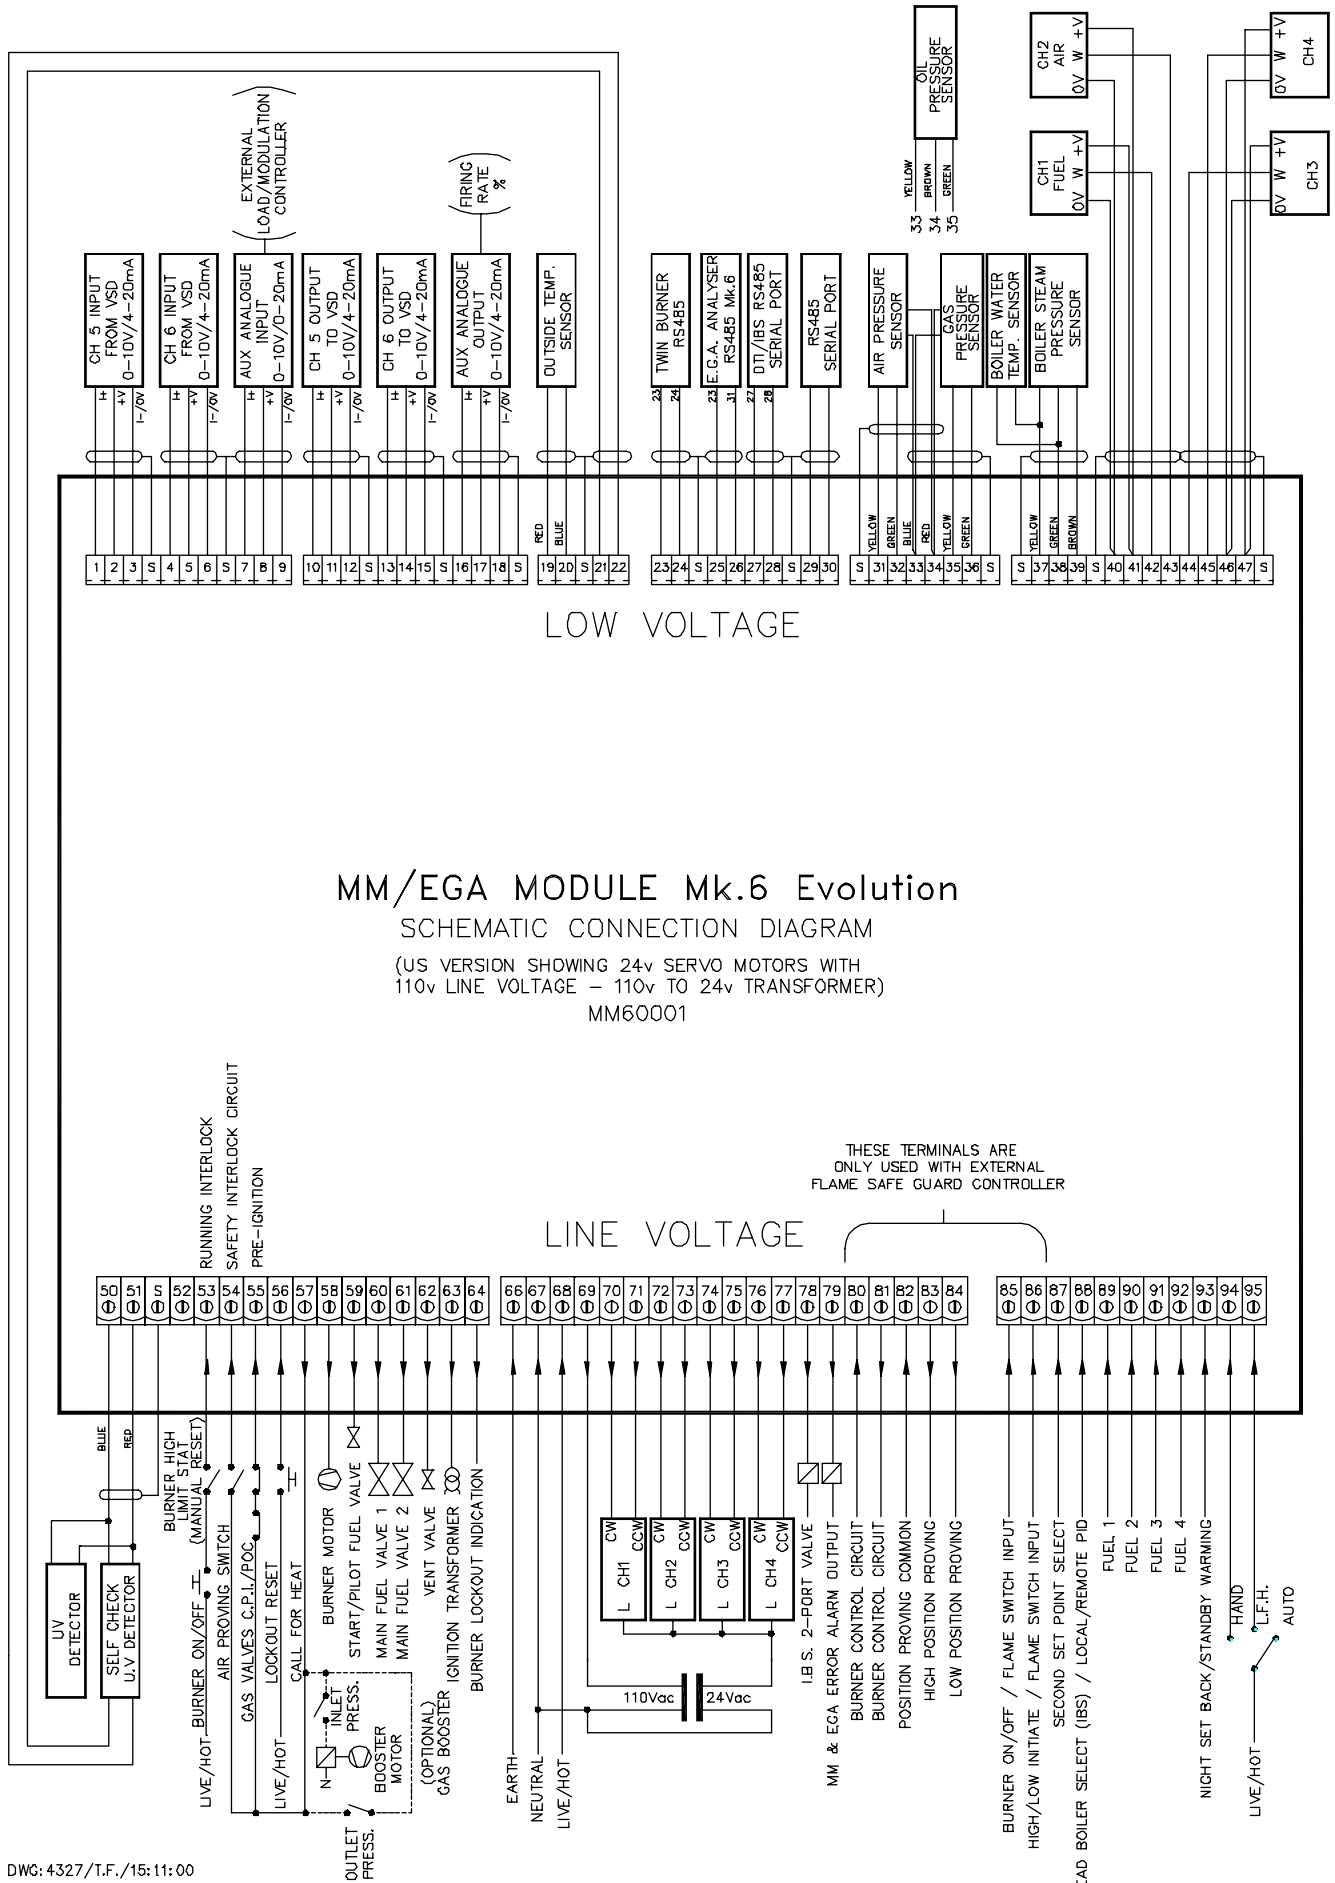 CH2
AIR
0V W +V
CH4
0V W +V
CH1
FUEL
0V W +V
CH3
0V W +V
OIL
PRESSURE
SENSOR
YELLOW
BROWN
GREEN
33
34
35
EXTERNAL
LOAD/MODULATION
CONTROLLER
FIRING
RATE
%
CH 5 INPUT
FROM VSD
0-10V/4-20mA
CH 6 INPUT
FROM VSD
0-10V/4-20mA
AUX ANALOGUE
INPUT
0-10V/0-20mA
CH 5 OUTPUT
TO VSD
0-10V/4-20mA
CH 6 OUTPUT
TO VSD
0-10V/4-20mA
AUX ANALOGUE
OUTPUT
0-10V/4-20mA
OUTSIDE TEMP.
SENSOR
TWIN BURNER
RS485
E.G.A. ANALYSER
RS485 Mk.6
DTI/IBS RS485
SERIAL PORT
RS485
SERIAL PORT
AIR PRESSURE
SENSOR
GAS
PRESSURE
SENSOR
BOILER WATER
TEMP. SENSOR
BOILER STEAM
PRESSURE
SENSOR
I+ +V I-/0V
I+ +V I-/0V
I+ +V I-/0V
I+ +V I-/0V
I+ +V I-/0V
I+ +V I-/0V
23 24 23 31 27 28
RED
BLUE
YELLOW
GREEN
BLUE
RED
YELLOW
GREEN
YELLOW
GREEN
BROWN
1 2 3 S 4 5 6 S 7 8 9
10 11 12 S 13 14 15 S 16 17 18 S
19 20 S 21 22
23 24 S 25 26 27 28 S 29 30
S 31 32 33 34 35 36 S
S 37 38 39 S 40 41 42 43 44 45 46 47 S
LOW VOLTAGE
MM/EGA MODULE Mk.6 Evolution
SCHEMATIC CONNECTION DIAGRAM
(US VERSION SHOWING 24v SERVO MOTORS WITH
110v LINE VOLTAGE - 110v TO 24v TRANSFORMER)
MM60001
RUNNING INTERLOCK
SAFETY INTERLOCK CIRCUIT
PRE-IGNITION
THESE TERMINALS ARE
ONLY USED WITH EXTERNAL
FLAME SAFE GUARD CONTROLLER
LINE VOLTAGE
50 51 S 52 53 54 55 56 57 58 59 60 61 62 63 64
66 67 68 69 70 71 72 73 74 75 76 77 78 79 80 81 82 83 84
85 86 87 88 89 90 91 92 93 94 95
BLUE
RED
UV
DETECTOR
SELF CHECK
U.V DETECTOR
BURNER HIGH
LIMIT STAT
(MANUAL RESET)
LIVE/HOT
BURNER ON/OFF
AIR PROVING SWITCH
GAS VALVES C.P.I./POC
LOCKOUT RESET
LIVE/HOT
CALL FOR HEAT
BURNER MOTOR
START/PILOT FUEL VALVE
MAIN FUEL VALVE 1
MAIN FUEL VALVE 2
VENT VALVE
IGNITION TRANSFORMER
BURNER LOCKOUT INDICATION
INLET
PRESS.
N
BOOSTER
MOTOR
(OPTIONAL)
GAS BOOSTER
OUTLET
PRESS.
EARTH
NEUTRAL
LIVE/HOT
L CH1 CW CCW
L CH2 CW CCW
L CH3 CW CCW
L CH4 CW CCW
110Vac
24Vac
I.B.S. 2-PORT VALVE
MM & EGA ERROR ALARM OUTPUT
BURNER CONTROL CIRCUIT
BURNER CONTROL CIRCUIT
POSITION PROVING COMMON
HIGH POSITION PROVING
LOW POSITION PROVING
BURNER ON/OFF / FLAME SWITCH INPUT
HIGH/LOW INITIATE / FLAME SWITCH INPUT
SECOND SET POINT SELECT
EAD BOILER SELECT (IBS) / LOCAL/REMOTE PID
FUEL 1
FUEL 2
FUEL 3
FUEL 4
NIGHT SET BACK/STANDBY WARMING
HAND
L.F.H.
AUTO
LIVE/HOT
DWG: 4327/T.F./15:11:00